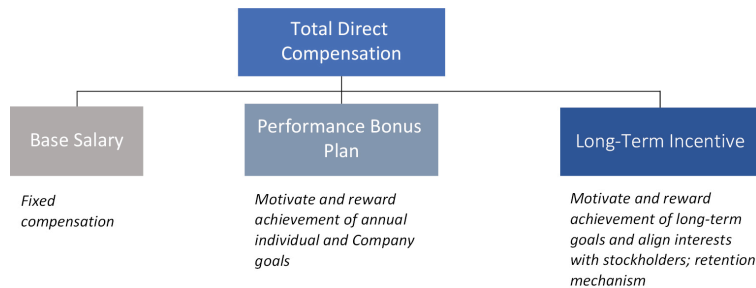 Total Direct
Compensation
Base Salary
Performance Bonus
Plan
Long-Term Incentive
Fixed
compensation
Motivate and reward
achievement of annual
individual and Company
goals
Motivate and reward
achievement of long-term
goals and align interests
with stockholders; retention
mechanism